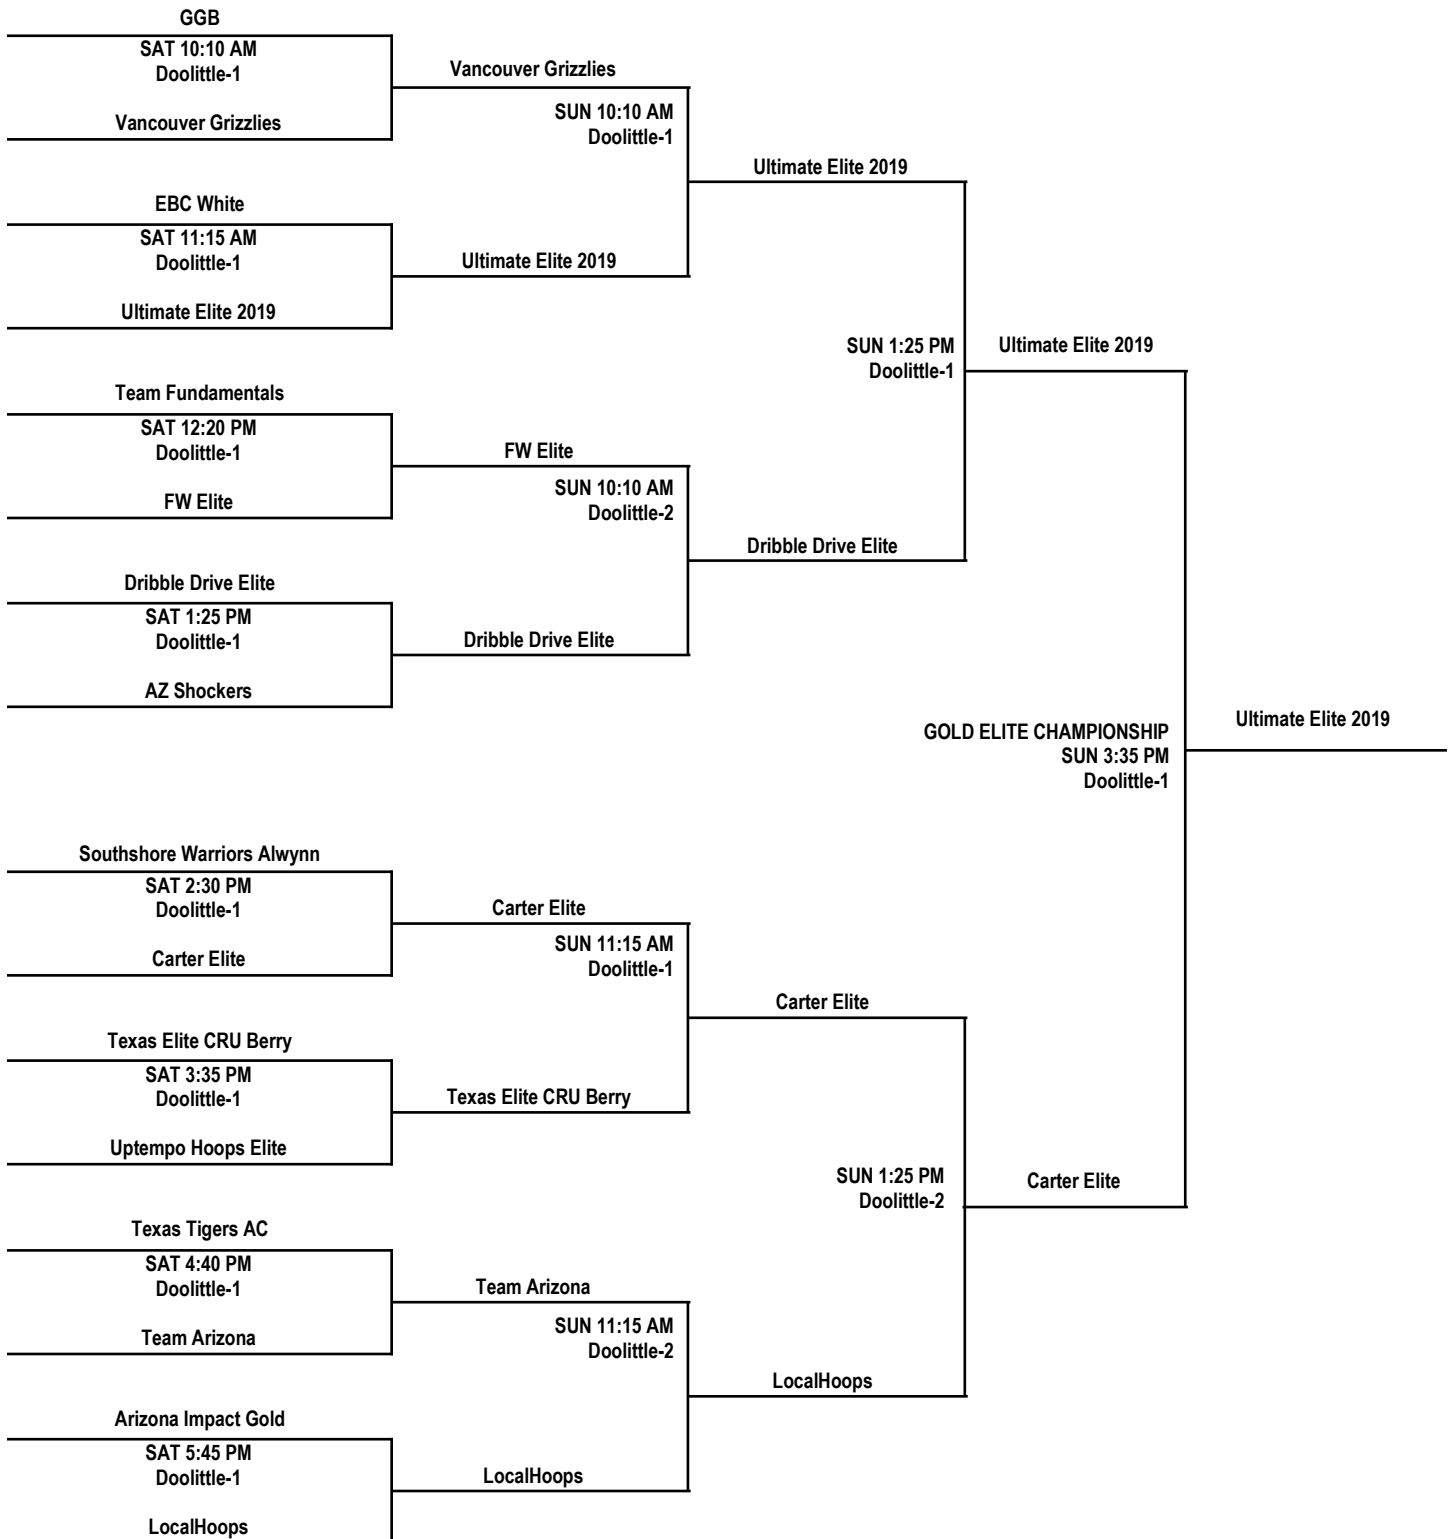 GGB
SAT 10:10 AM
Doolittle-1
Vancouver Grizzlies
EBC White
SAT 11:15 AM
Doolittle-1
Ultimate Elite 2019
Team Fundamentals
SAT 12:20 PM
Doolittle-1
FW Elite
Dribble Drive Elite
SAT 1:25 PM
Doolittle-1
AZ Shockers
Southshore Warriors Alwynn
SAT 2:30 PM
Doolittle-1
Carter Elite
Texas Elite CRU Berry
SAT 3:35 PM
Doolittle-1
Uptempo Hoops Elite
Texas Tigers AC
SAT 4:40 PM
Doolittle-1
Team Arizona
Arizona Impact Gold
SAT 5:45 PM
Doolittle-1
LocalHoops
Vancouver Grizzlies
SUN 10:10 AM
Doolittle-1
Ultimate Elite 2019
FW Elite
SUN 10:10 AM
Doolittle-2
Dribble Drive Elite
Carter Elite
SUN 11:15 AM
Doolittle-1
Texas Elite CRU Berry
Team Arizona
SUN 11:15 AM
Doolittle-2
LocalHoops
Ultimate Elite 2019
SUN 1:25 PM
Doolittle-1
Dribble Drive Elite
Carter Elite
SUN 1:25 PM
Doolittle-2
LocalHoops
Ultimate Elite 2019
GOLD ELITE CHAMPIONSHIP
SUN 3:35 PM
Doolittle-1
Carter Elite
Ultimate Elite 2019